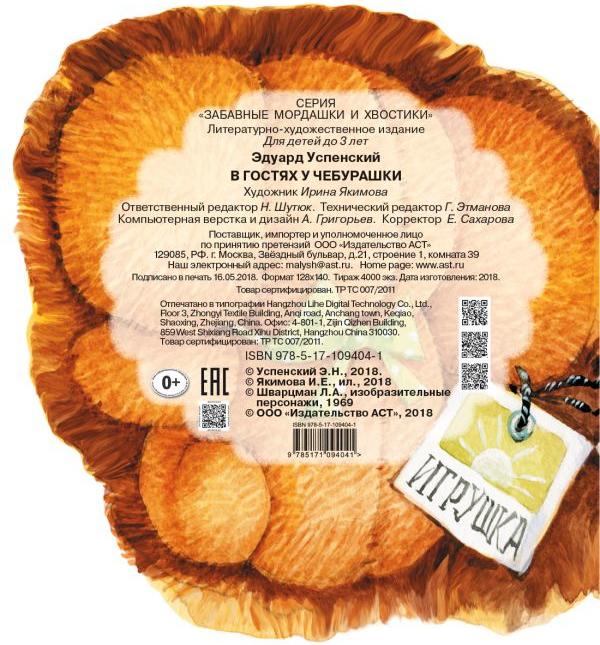 СЕРИЯ
«ЗАБАВНЫЕ МОРДАШКИ И ХВОСТИКИ»
Литературно-художественное издание
Для детей до 3 лет
Эдуард Успенский
В ГОСТЯХ У ЧЕБУРАШКИ
Художник Ирина Якимова
Ответственный редактор Н. Шутюк. Технический редактор Г. Этманова
Компьютерная верстка и дизайн А. Григорьев. Корректор Е. Сахарова
Поставщик, импортер и уполномоченное лицо
по принятию претензий ООО «Издательство АСТ»
129085, РФ. г. Москва, Звёздный бульвар, д.21, строение 1, комната 39
Наш электронный адрес: malysh@ast.ru. Home page: www.ast.ru
Подписано в печать 16.05.2018. Формат 128x140. Тираж 4000 экз. Дата изготовления: 2018.
Товар сертифицирован. ТР ТС 007/2011
Отпечатано в типографии Hangzhou Lihe Digital Technology Co., Ltd.,
Floor 3, Zhongyi Textile Building, Anqi road, Anchang town, Keqiao,
Shaoxing, Zhejiang, China. Офис: 4-801-1, Zijin Qizhen Building,
859 West Shixiang Road Xihu District, Hangzhou China 310030.
Товар сертифицирован: ТР ТС 007/2011.
ISBN 978-5-17-109404-1
0+
ЕАС
© Успенский Э.Н., 2018.
© Якимова И.Е., ил., 2018
© Шварцман Л.А., изобразительные
персонажи, 1969
© ООО «Издательство АСТ», 2018
ISBN 978-5-17-109404-1
9 785171 094041 >
ИГРУШКА